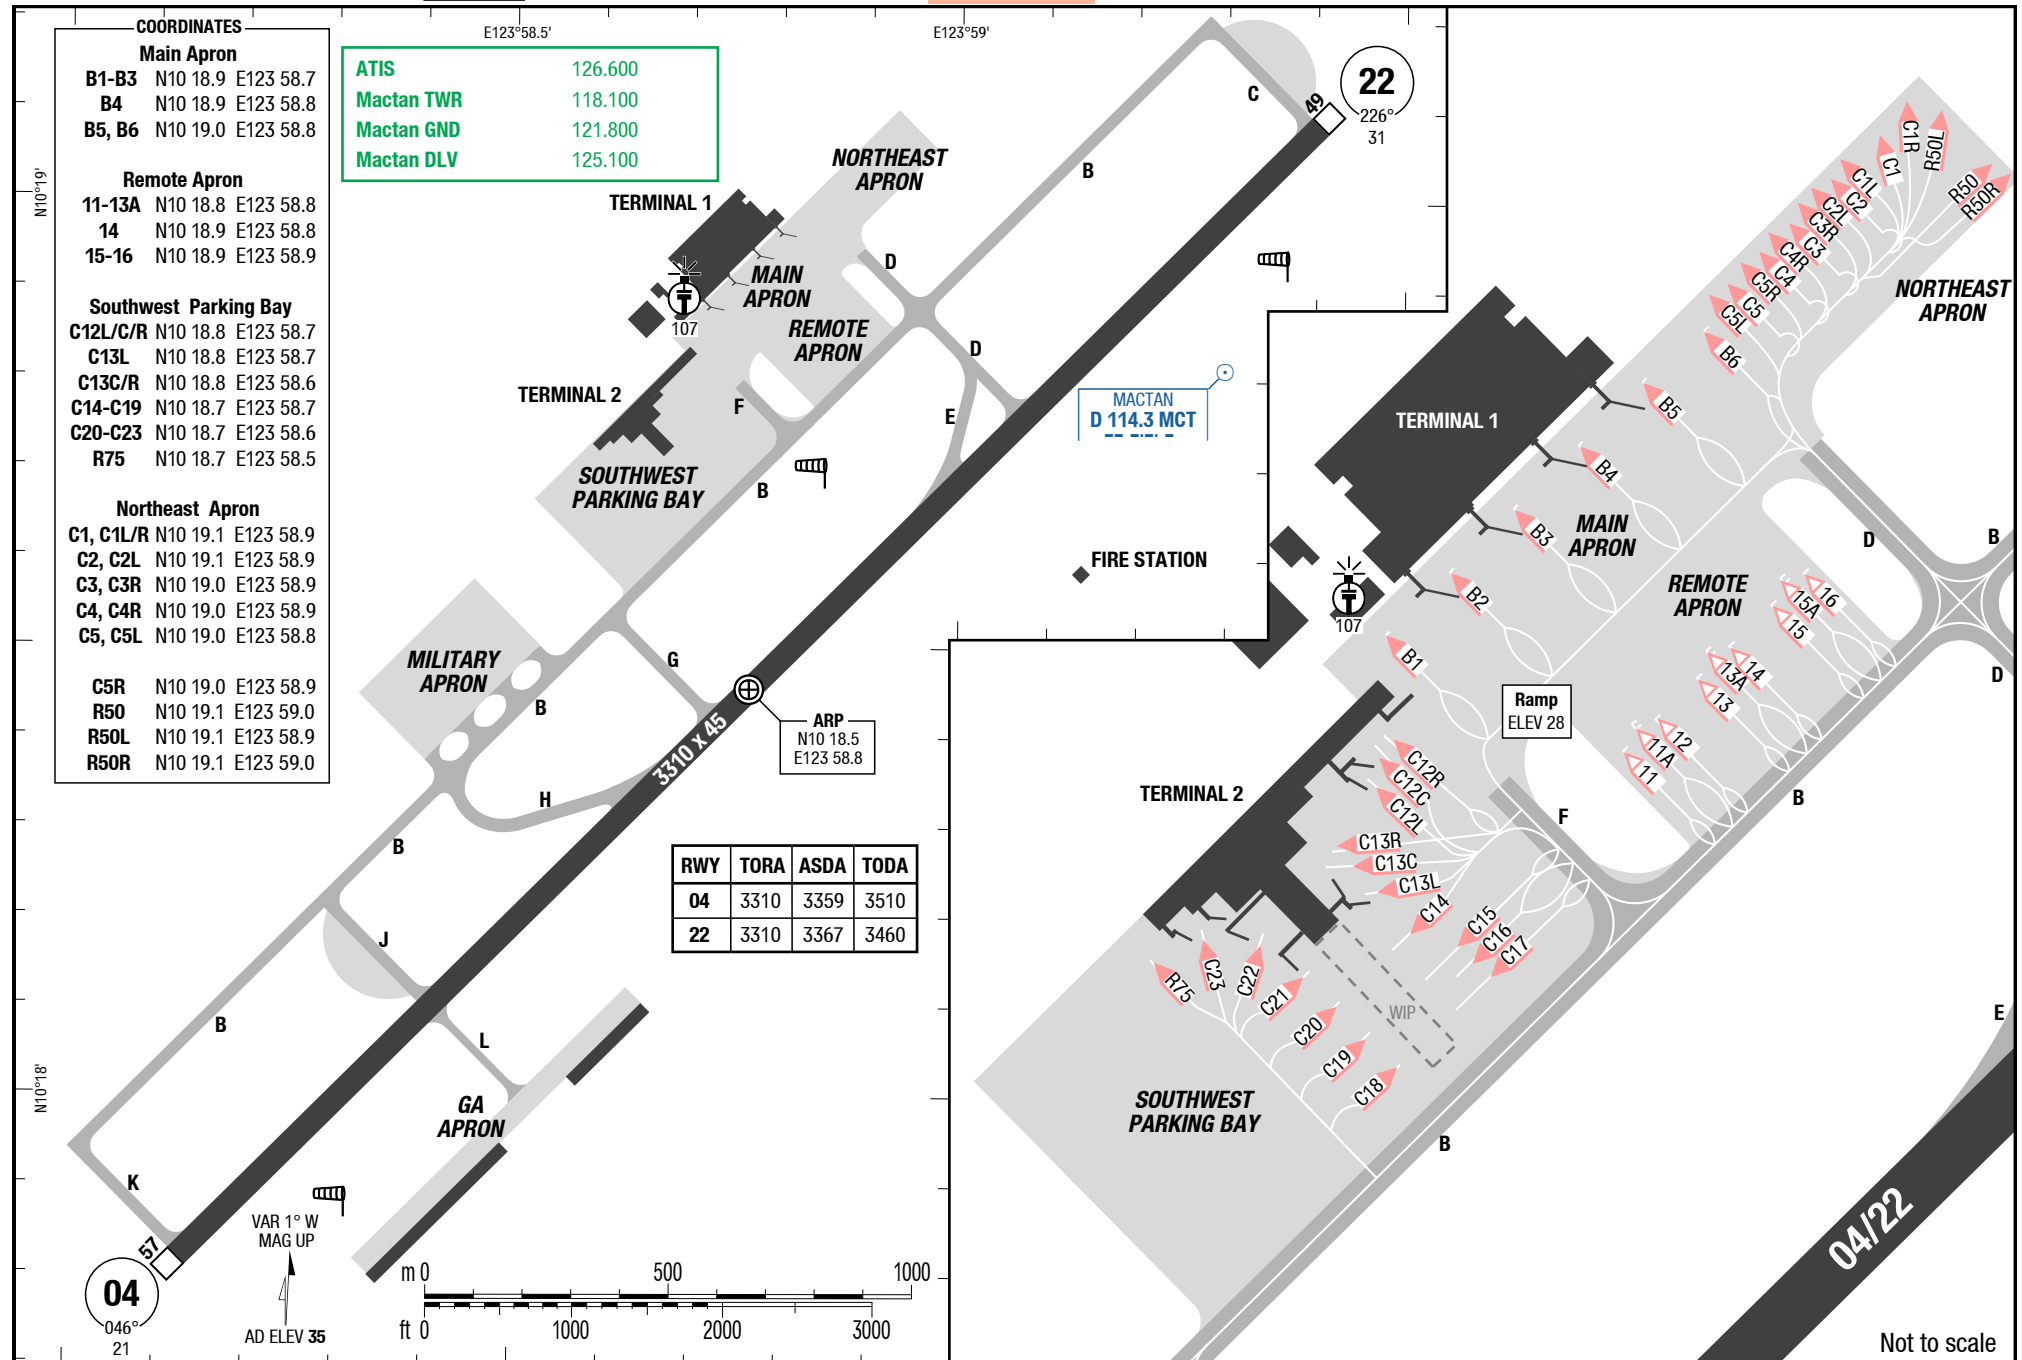 COORDINATES
Main Apron
B1-B3 N10 18.9 E123 58.7
B4 N10 18.9 E123 58.8
B5, B6 N10 19.0 E123 58.8
Remote Apron
11-13A N10 18.8 E123 58.8
14 N10 18.9 E123 58.8
15-16 N10 18.9 E123 58.9
Southwest Parking Bay
C12L/C/R N10 18.8 E123 58.7
C13L N10 18.8 E123 58.7
C13C/R N10 18.8 E123 58.6
C14-C19 N10 18.7 E123 58.7
C20-C23 N10 18.7 E123 58.6
R75 N10 18.7 E123 58.5
Northeast Apron
C1, C1L/R N10 19.1 E123 58.9
C2, C2L N10 19.1 E123 58.9
C3, C3R N10 19.0 E123 58.9
C4, C4R N10 19.0 E123 58.9
C5, C5L N10 19.0 E123 58.8
C5R N10 19.0 E123 58.9
R50 N10 19.1 E123 59.0
R50L N10 19.1 E123 58.9
R50R N10 19.1 E123 59.0
N10°19'
N10°18'
E123°58.5'
E123°59'
ATIS 126.600
Mactan TWR 118.100
Mactan GND 121.800
Mactan DLV 125.100
22
226°
31
49
C
B
NORTHEAST
APRON
TERMINAL 1
D
MAIN
APRON
107
REMOTE
APRON
D
TERMINAL 2
F
E
MACTAN
D 114.3 MCT
SOUTHWEST
PARKING BAY
B
FIRE STATION
MILITARY
APRON
G
B
ARP
N10 18.5
E123 58.8
3310 X 45
H
B
RWY TORA ASDA TODA
04 3310 3359 3510
22 3310 3367 3460
J
B
L
GA
APRON
K
57
04
046°
21
VAR 1° W
MAG UP
AD ELEV 35
m 0 500 1000
ft 0 1000 2000 3000
C1R
R50L
C1
C1L
C2
R50
R50R
C2L
C3R
C3
C4R
C4
C5R
C5
C5L
B6
NORTHEAST
APRON
TERMINAL 1
B5
B4
B3
MAIN
APRON
D
B
B2
REMOTE
APRON
16
15A
15
107
B1
14
13A
13
D
Ramp
ELEV 28
12
11A
11
C12R
C12C
C12L
TERMINAL 2
F
B
C13R
C13C
C13L
C14
C15
C16
C17
R75
C23
C22
C21
C20
C19
C18
WIP
E
SOUTHWEST
PARKING BAY
B
04/22
Not to scale